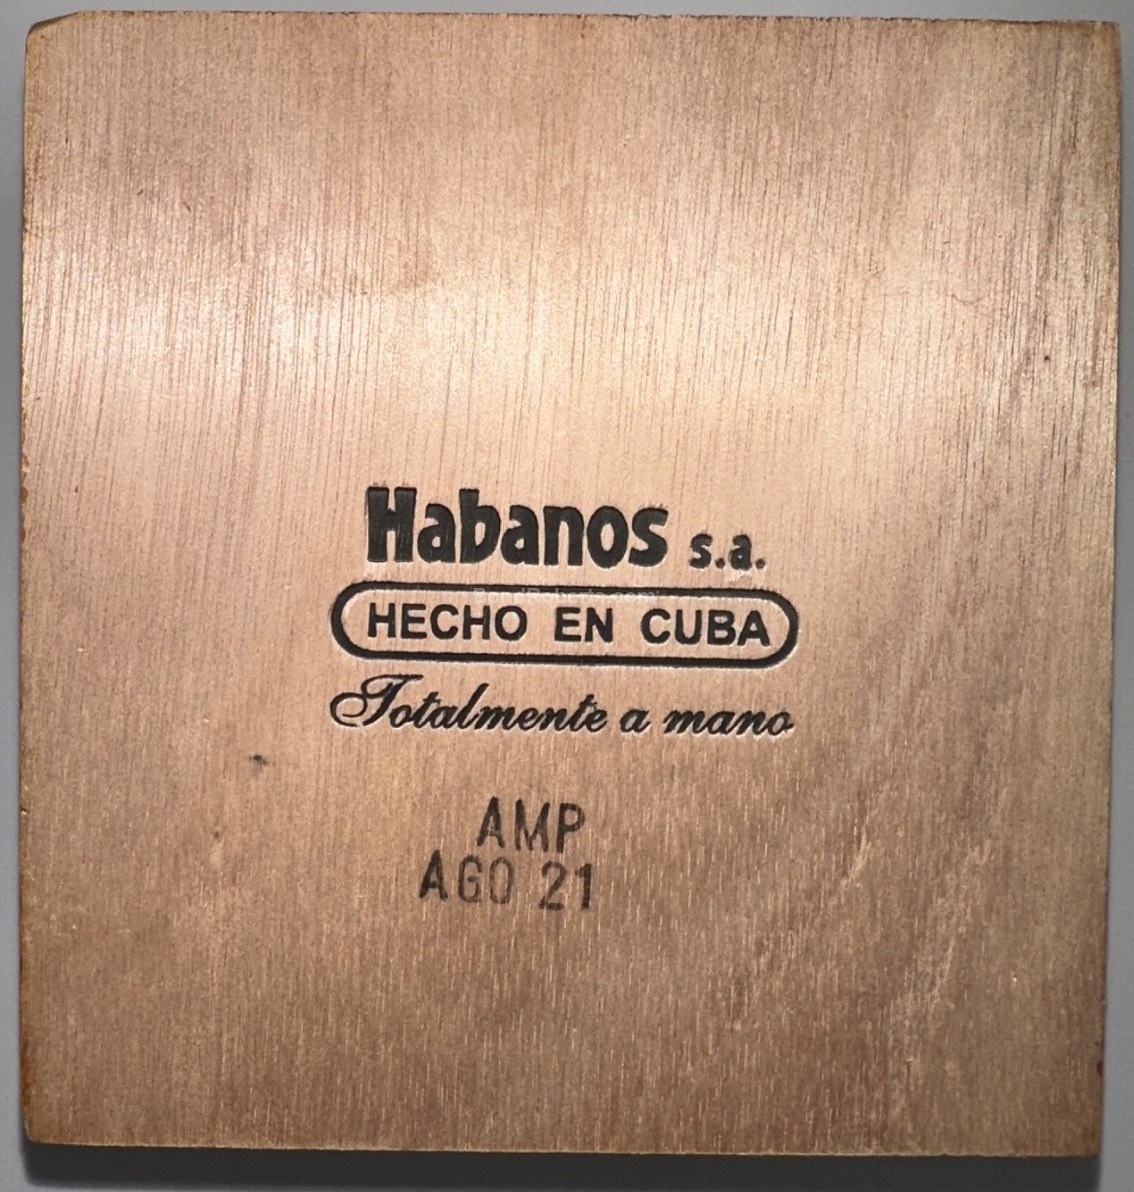 Habanos s.a.
HECHO EN CUBA
Totalmente a mano
AMP
AGO 21